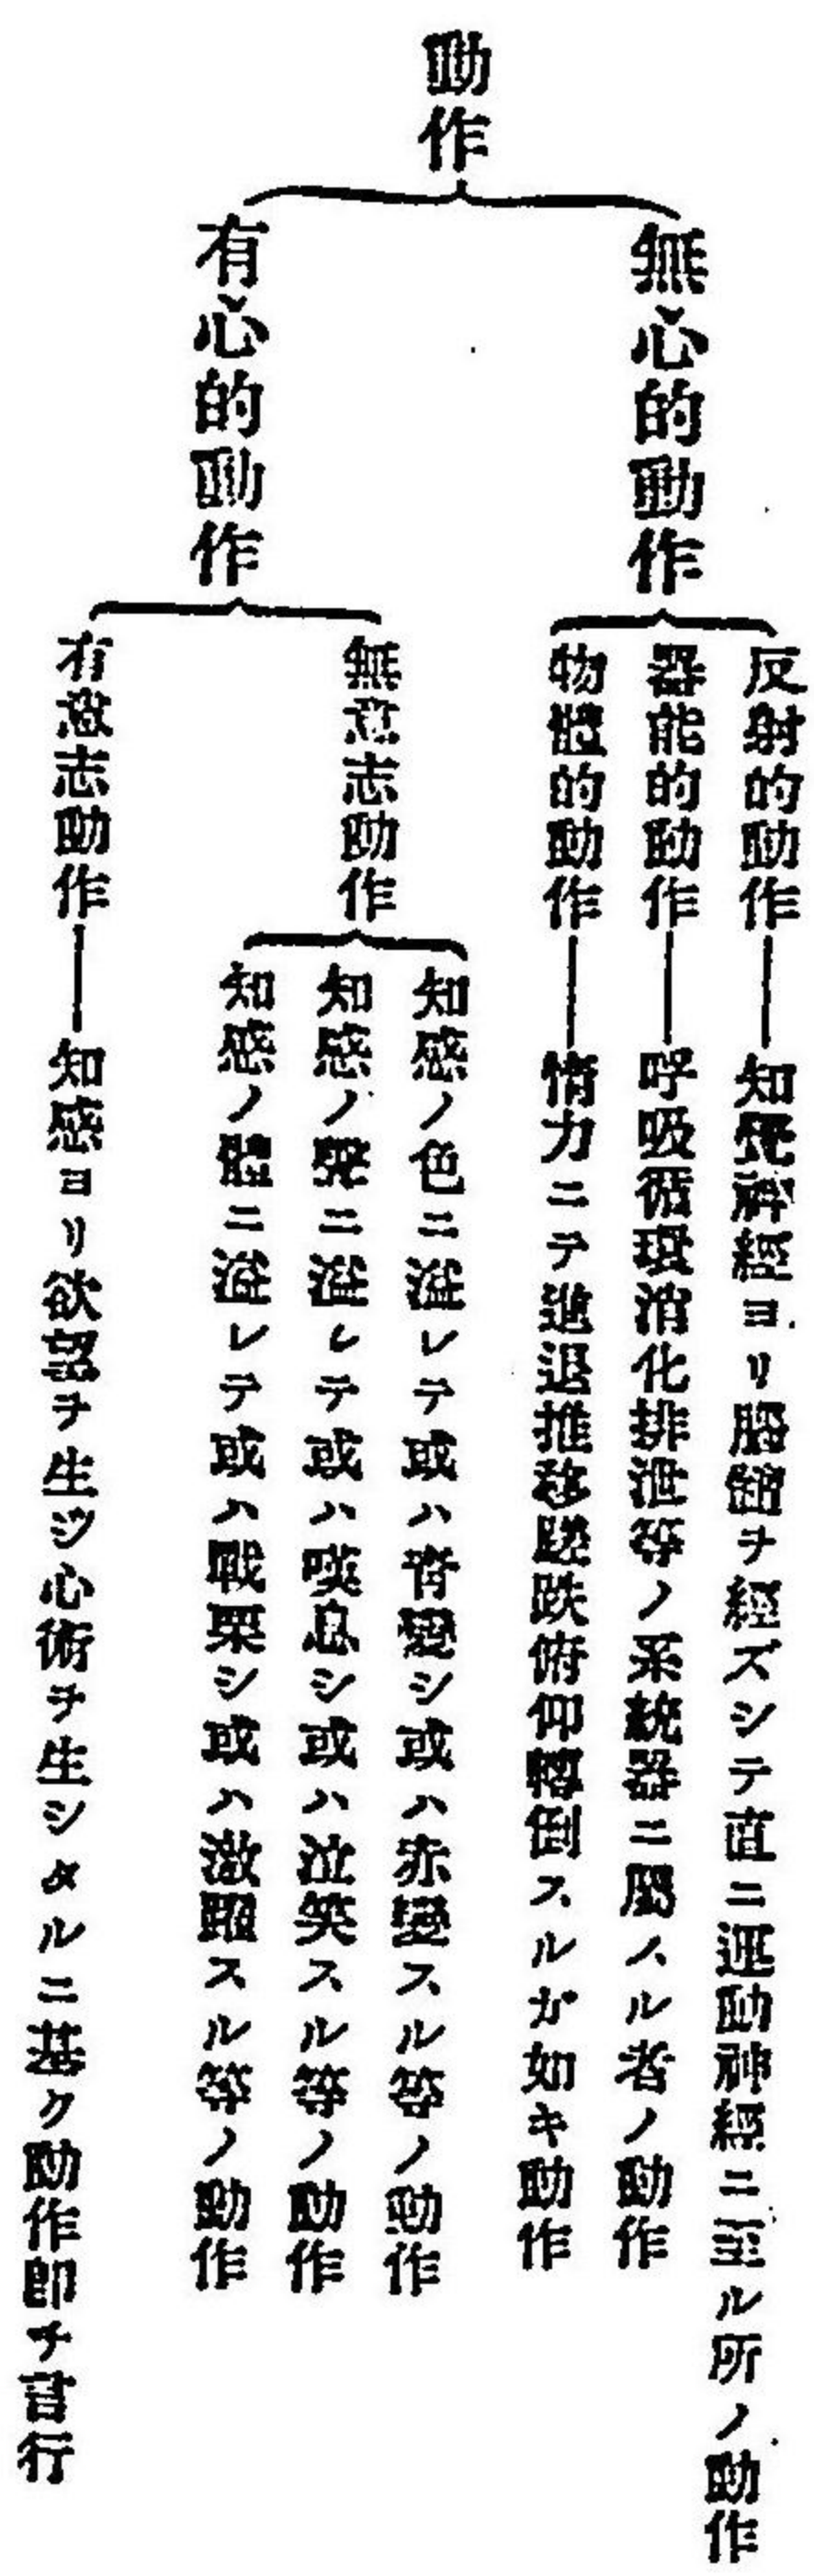 動作
無心的動作
反射的動作——知覺神經ヨリ腦髓ヲ經ズシテ直ニ運動神經ニ至ル所ノ動作
器能的動作——呼吸循環消化排泄等ノ系統器ニ屬スル者ノ動作
物體的動作——惰力ニテ進退推移蹉跌俯仰轉倒スルガ如キ動作
有心的動作
無意志動作
知感ノ色ニ溢レテ或ハ青變シ或ハ赤變スル等ノ動作
知感ノ聲ニ溢レテ或ハ嘆息シ或ハ泣笑スル等ノ動作
知感ノ體ニ溢レテ或ハ戰栗シ或ハ激躍スル等ノ動作
有意志動作——知感ヨリ欲望ヲ生ジ心術ヲ生シタルニ基ク動作即チ言行